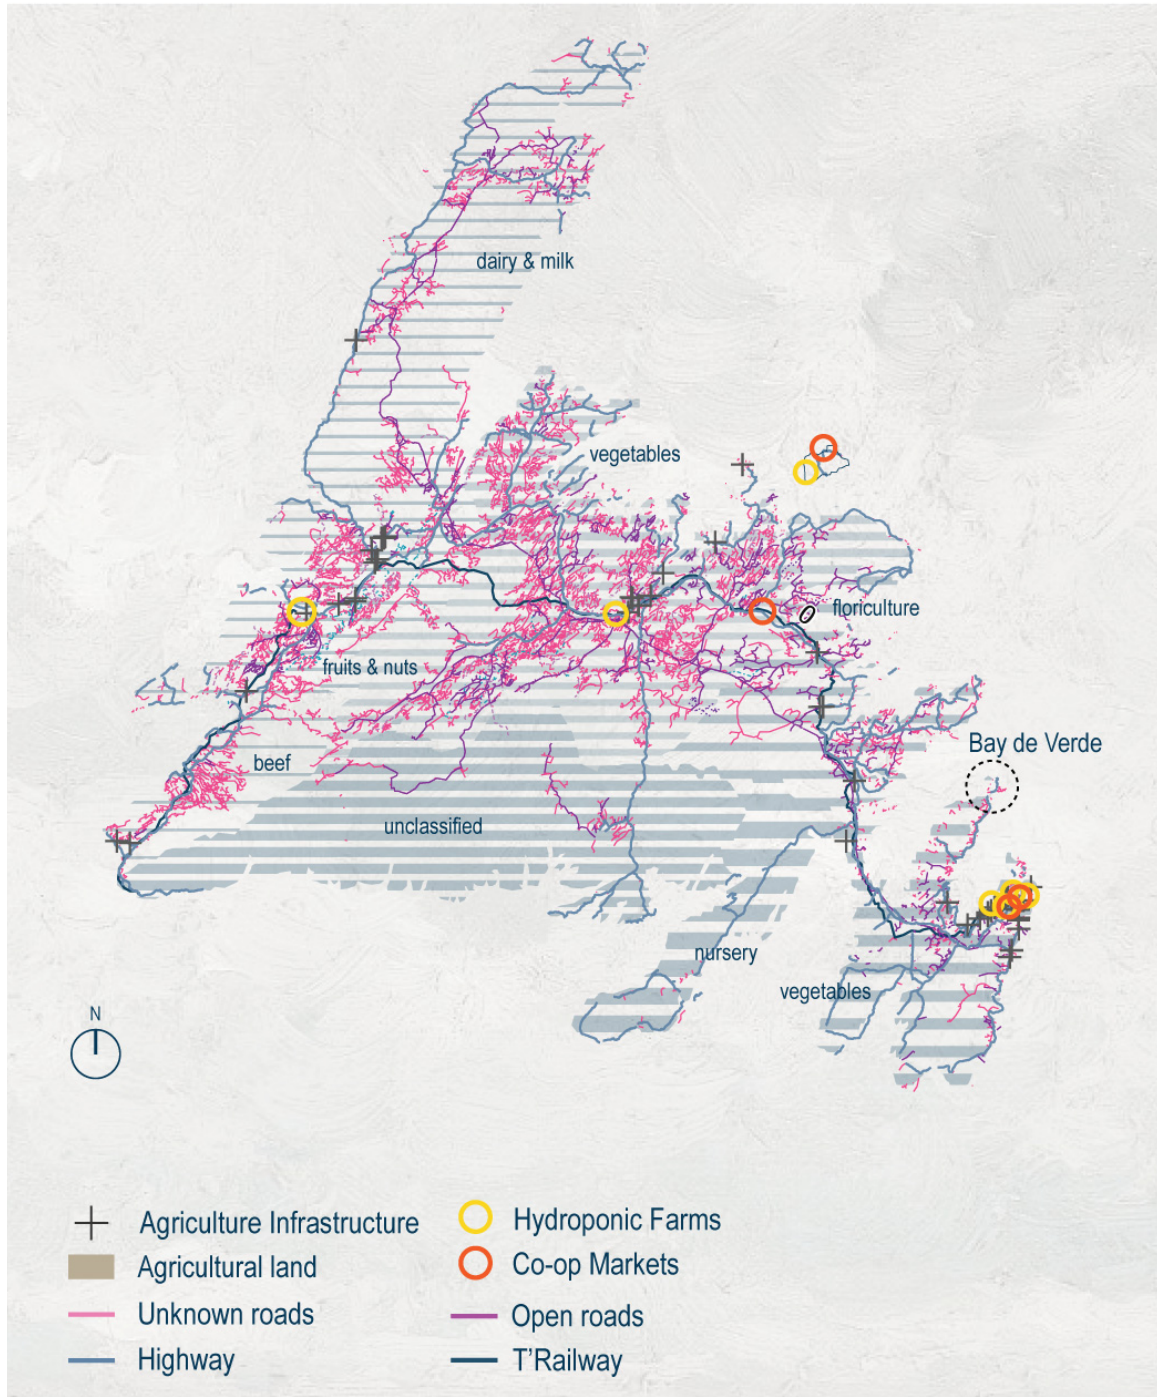 dairy & milk
vegetables
floriculture
fruits & nuts
Bay de Verde
beef
unclassified
nursery
vegetables
N
Agriculture Infrastructure
Hydroponic Farms
Agricultural land
Co-op Markets
Unknown roads
Open roads
Highway
T'Railway